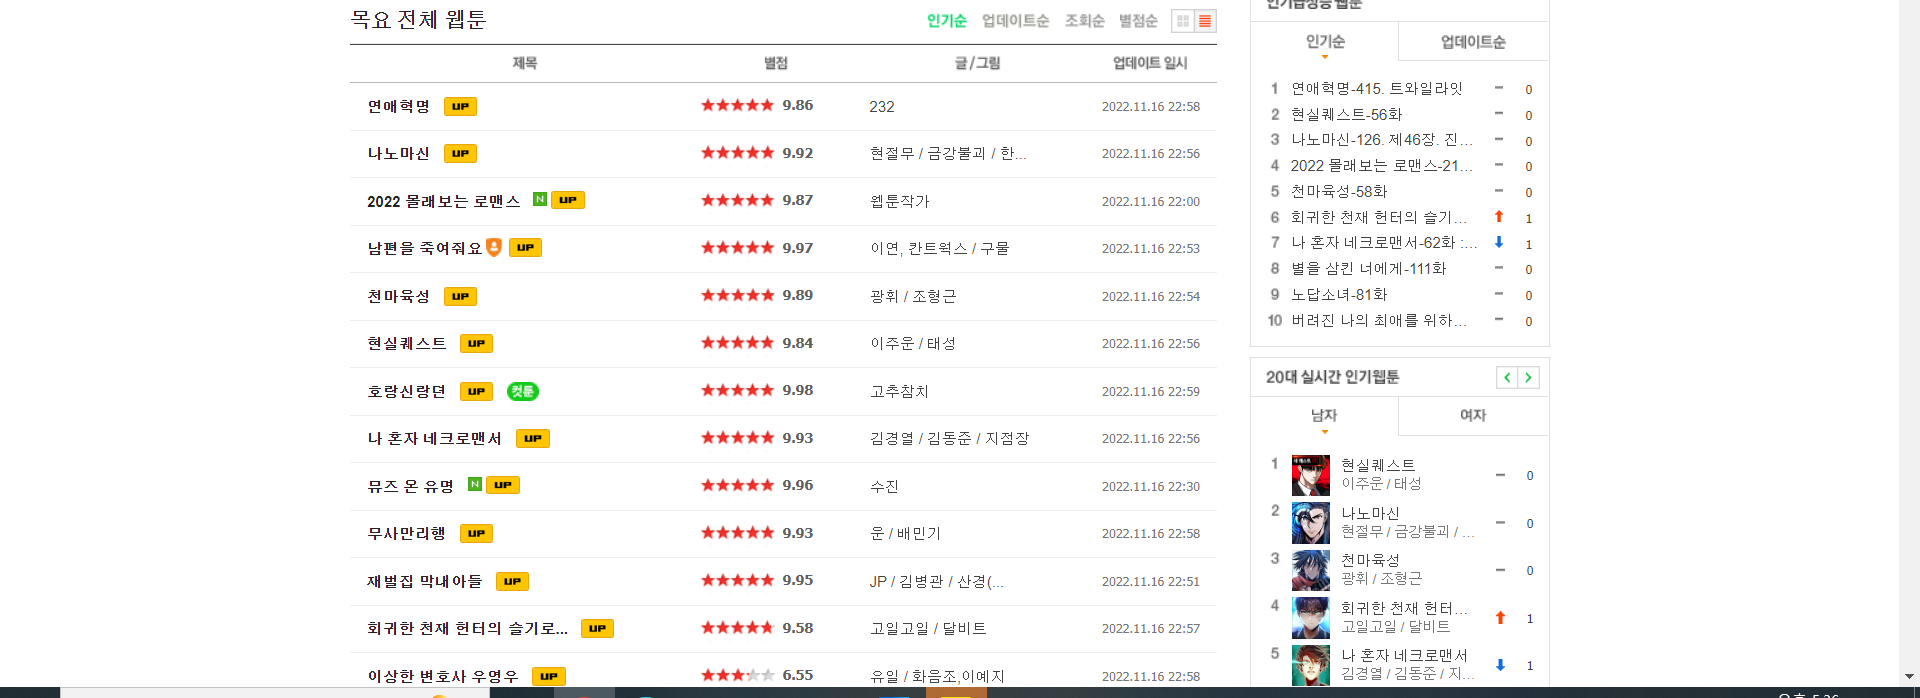 목요 전체 웹툰
인기순 업데이트순 조회순 별점순
제목 별점 글 / 그림 업데이트 일시
연애혁명 UP 9.86 232 2022.11.16 22:58
나노마신 UP 9.92 현절무 / 금강불괴 / 한... 2022.11.16 22:56
2022 몰래보는 로맨스 N UP 9.87 웹툰작가 2022.11.16 22:00
남편을 죽여줘요 UP 9.97 이연, 칸트웍스 / 구물 2022.11.16 22:53
천마육성 UP 9.89 광휘 / 조형근 2022.11.16 22:54
현실퀘스트 UP 9.84 이주운 / 태성 2022.11.16 22:56
호랑신랑뎐 UP 컷툰 9.98 고추참치 2022.11.16 22:59
나 혼자 네크로맨서 UP 9.93 김경열 / 김동준 / 지점장 2022.11.16 22:56
뮤즈 온 유명 N UP 9.96 수진 2022.11.16 22:30
무사만리행 UP 9.93 운 / 배민기 2022.11.16 22:58
재벌집 막내아들 UP 9.95 JP / 김병관 / 산경(... 2022.11.16 22:51
회귀한 천재 헌터의 슬기로... UP 9.58 고일고일 / 달비트 2022.11.16 22:57
이상한 변호사 우영우 UP 6.55 유일 / 화음조,이예지 2022.11.16 22:58
인기급상승 웹툰
인기순 업데이트순
1 연애혁명-415. 트와일라잇 0
2 현실퀘스트-56화 0
3 나노마신-126. 제46장. 진... 0
4 2022 몰래보는 로맨스-21... 0
5 천마육성-58화 0
6 회귀한 천재 헌터의 슬기... 1
7 나 혼자 네크로맨서-62화 :... 1
8 별을 삼킨 너에게-111화 0
9 노답소녀-81화 0
10 버려진 나의 최애를 위하... 0
20대 실시간 인기웹툰
남자 여자
1 현실퀘스트 0
이주운 / 태성
2 나노마신 0
현절무 / 금강불괴 / ...
3 천마육성 0
광휘 / 조형근
4 회귀한 천재 헌터... 1
고일고일 / 달비트
5 나 혼자 네크로맨서 1
김경열 / 김동준 / 지...